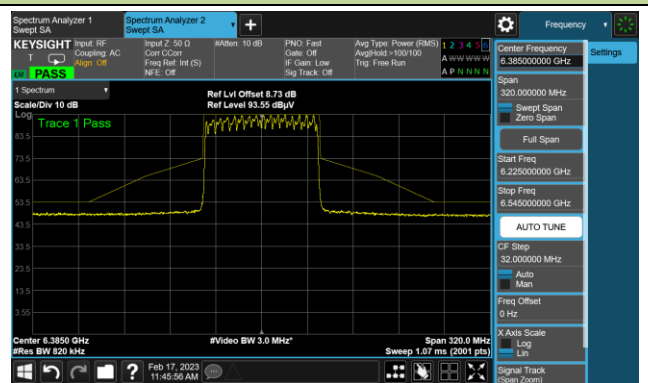 Spectrum Analyzer 1
Swept SA
Spectrum Analyzer 2
Swept SA
+
Frequency
KEYSIGHT
Input: RF
Coupling: AC
Align: Off
Input Z: 50 Ω
Corr CCorr
Freq Ref: Int (S)
NFE: Off
#Atten: 10 dB
PNO: Fast
Gate: Off
IF Gain: Low
Sig Track: Off
Avg Type: Power (RMS)
Avg|Hold:>100/100
Trig: Free Run
1 2 3 4 5 6
A W W W W W
A P N N N N
T
LM PASS
1 Spectrum
Scale/Div 10 dB
Ref Lvl Offset 8.73 dB
Ref Level 93.55 dBµV
Log
Trace 1 Pass
83.5
73.5
63.5
53.5
43.5
33.5
23.5
13.5
3.55
Center 6.3850 GHz
#Res BW 820 kHz
#Video BW 3.0 MHz*
Span 320.0 MHz
Sweep 1.07 ms (2001 pts)
Center Frequency
6.385000000 GHz
Settings
Span
320.000000 MHz
Swept Span
Zero Span
Full Span
Start Freq
6.225000000 GHz
Stop Freq
6.545000000 GHz
AUTO TUNE
CF Step
32.000000 MHz
Auto
Man
Freq Offset
0 Hz
X Axis Scale
Log
Lin
Signal Track
(Span Zoom)
?
Feb 17, 2023
11:45:56 AM